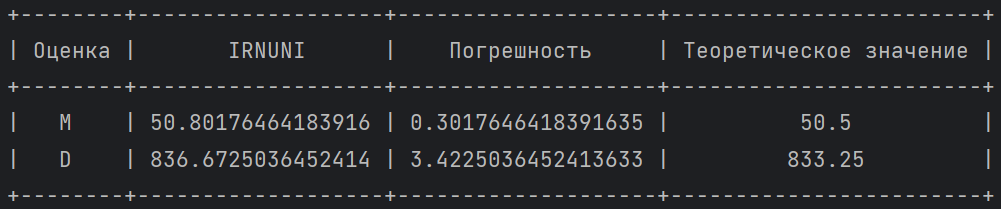 +--------+-------------------+--------------------+------------------------+
| Оценка | IRNUNI | Погрешность | Теоретическое значение |
+--------+-------------------+--------------------+------------------------+
| M | 50.80176464183916 | 0.3017646418391635 | 50.5 |
| D | 836.6725036452414 | 3.4225036452413633 | 833.25 |
+--------+-------------------+--------------------+------------------------+